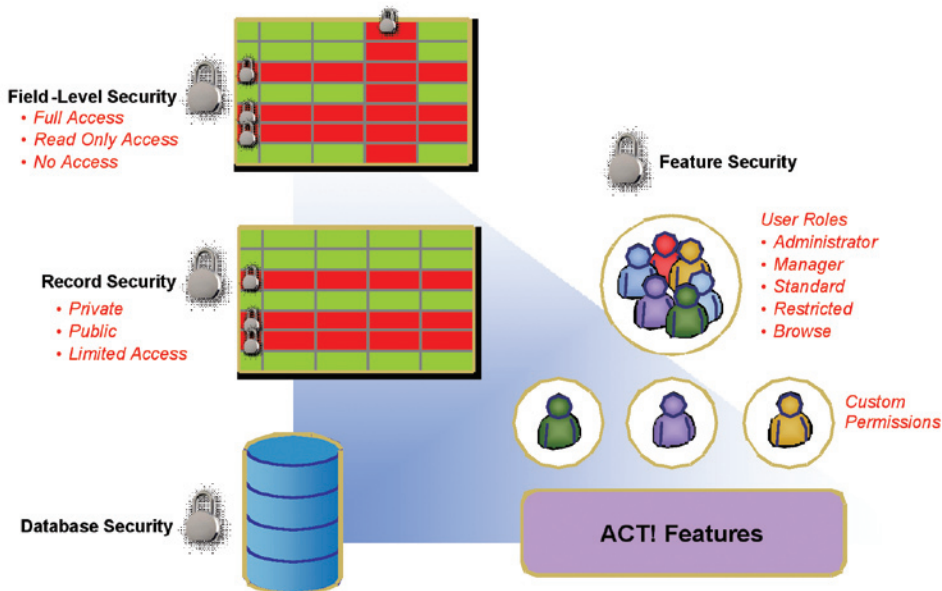 Field-Level Security
• Full Access
• Read Only Access
• No Access
Record Security
• Private
• Public
• Limited Access
Database Security
Feature Security
User Roles
• Administrator
• Manager
• Standard
• Restricted
• Browse
Custom
Permissions
ACT! Features